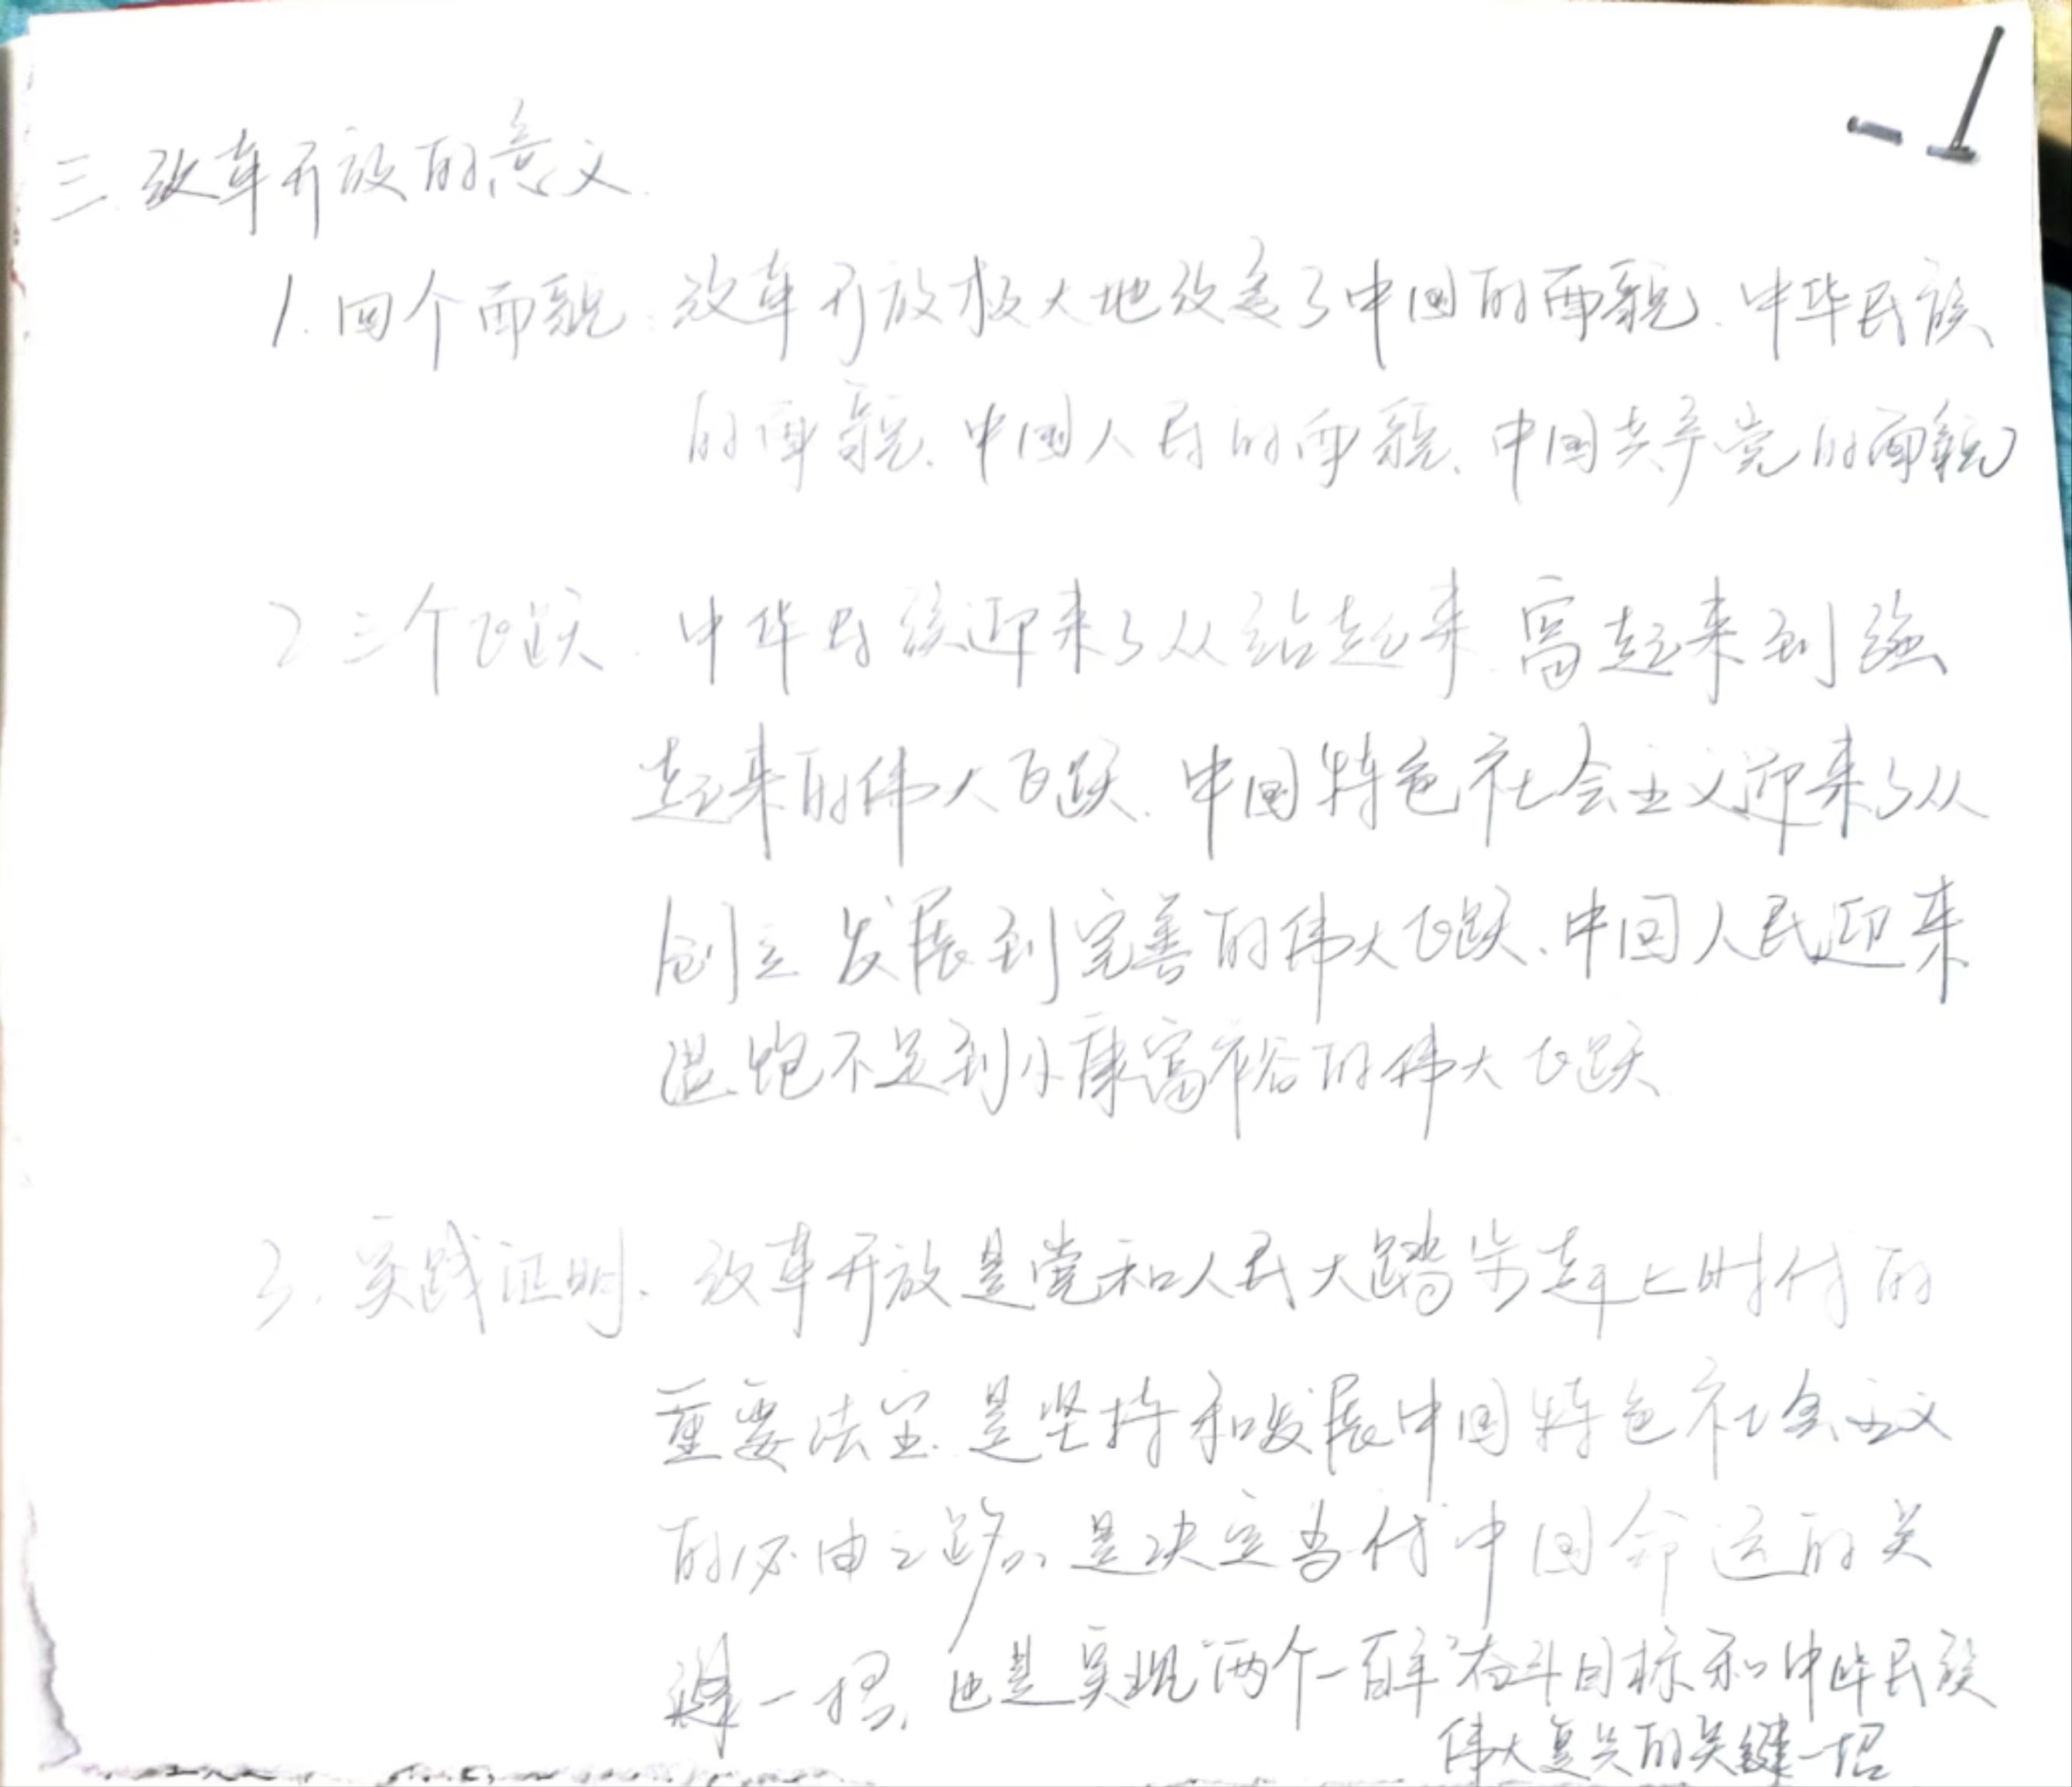 -1
三.改革开放的意义.
1.四个面貌:改革开放极大地改变了中国的面貌、中华民族
的面貌、中国人民的面貌、中国共产党的面貌
2 三个飞跃.中华民族迎来了从站起来、富起来到强
起来的伟大飞跃、中国特色社会主义迎来了从
创立 发展到完善的伟大飞跃、中国人民迎来
温饱不足到小康富裕的伟大飞跃
3.实践证明、改革开放是党和人民大踏步赶上时代的
重要法宝.是坚持和发展中国特色社会主义
的必由之路,是决定当代中国命运的关
键一招,也是实现"两个一百年"奋斗目标和中华民族
伟大复兴的关键一招